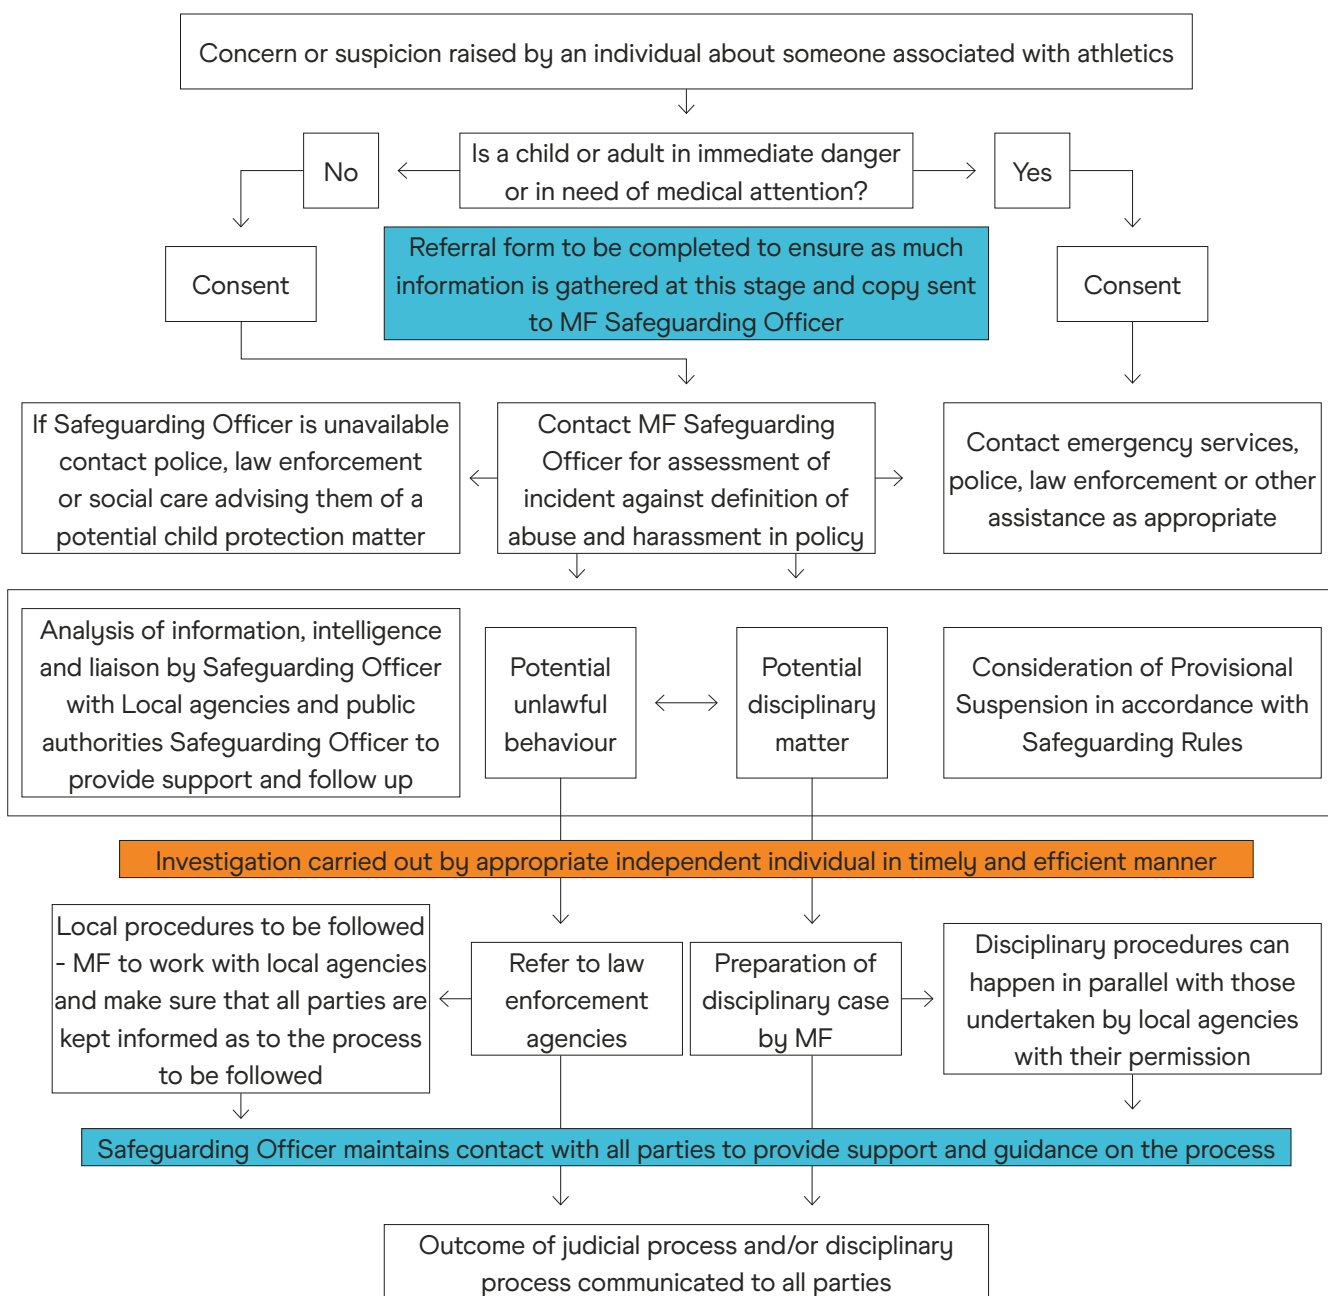 Concern or suspicion raised by an individual about someone associated with athletics
No
Is a child or adult in immediate danger
or in need of medical attention?
Yes
Consent
Referral form to be completed to ensure as much
information is gathered at this stage and copy sent
to MF Safeguarding Officer
Consent
If Safeguarding Officer is unavailable
contact police, law enforcement
or social care advising them of a
potential child protection matter
Contact MF Safeguarding
Officer for assessment of
incident against definition of
abuse and harassment in policy
Contact emergency services,
police, law enforcement or other
assistance as appropriate
Analysis of information, intelligence
and liaison by Safeguarding Officer
with Local agencies and public
authorities Safeguarding Officer to
provide support and follow up
Potential
unlawful
behaviour
Potential
disciplinary
matter
Consideration of Provisional
Suspension in accordance with
Safeguarding Rules
Investigation carried out by appropriate independent individual in timely and efficient manner
Local procedures to be followed
- MF to work with local agencies
and make sure that all parties are
kept informed as to the process
to be followed
Refer to law
enforcement
agencies
Preparation of
disciplinary case
by MF
Disciplinary procedures can
happen in parallel with those
undertaken by local agencies
with their permission
Safeguarding Officer maintains contact with all parties to provide support and guidance on the process
Outcome of judicial process and/or disciplinary
process communicated to all parties